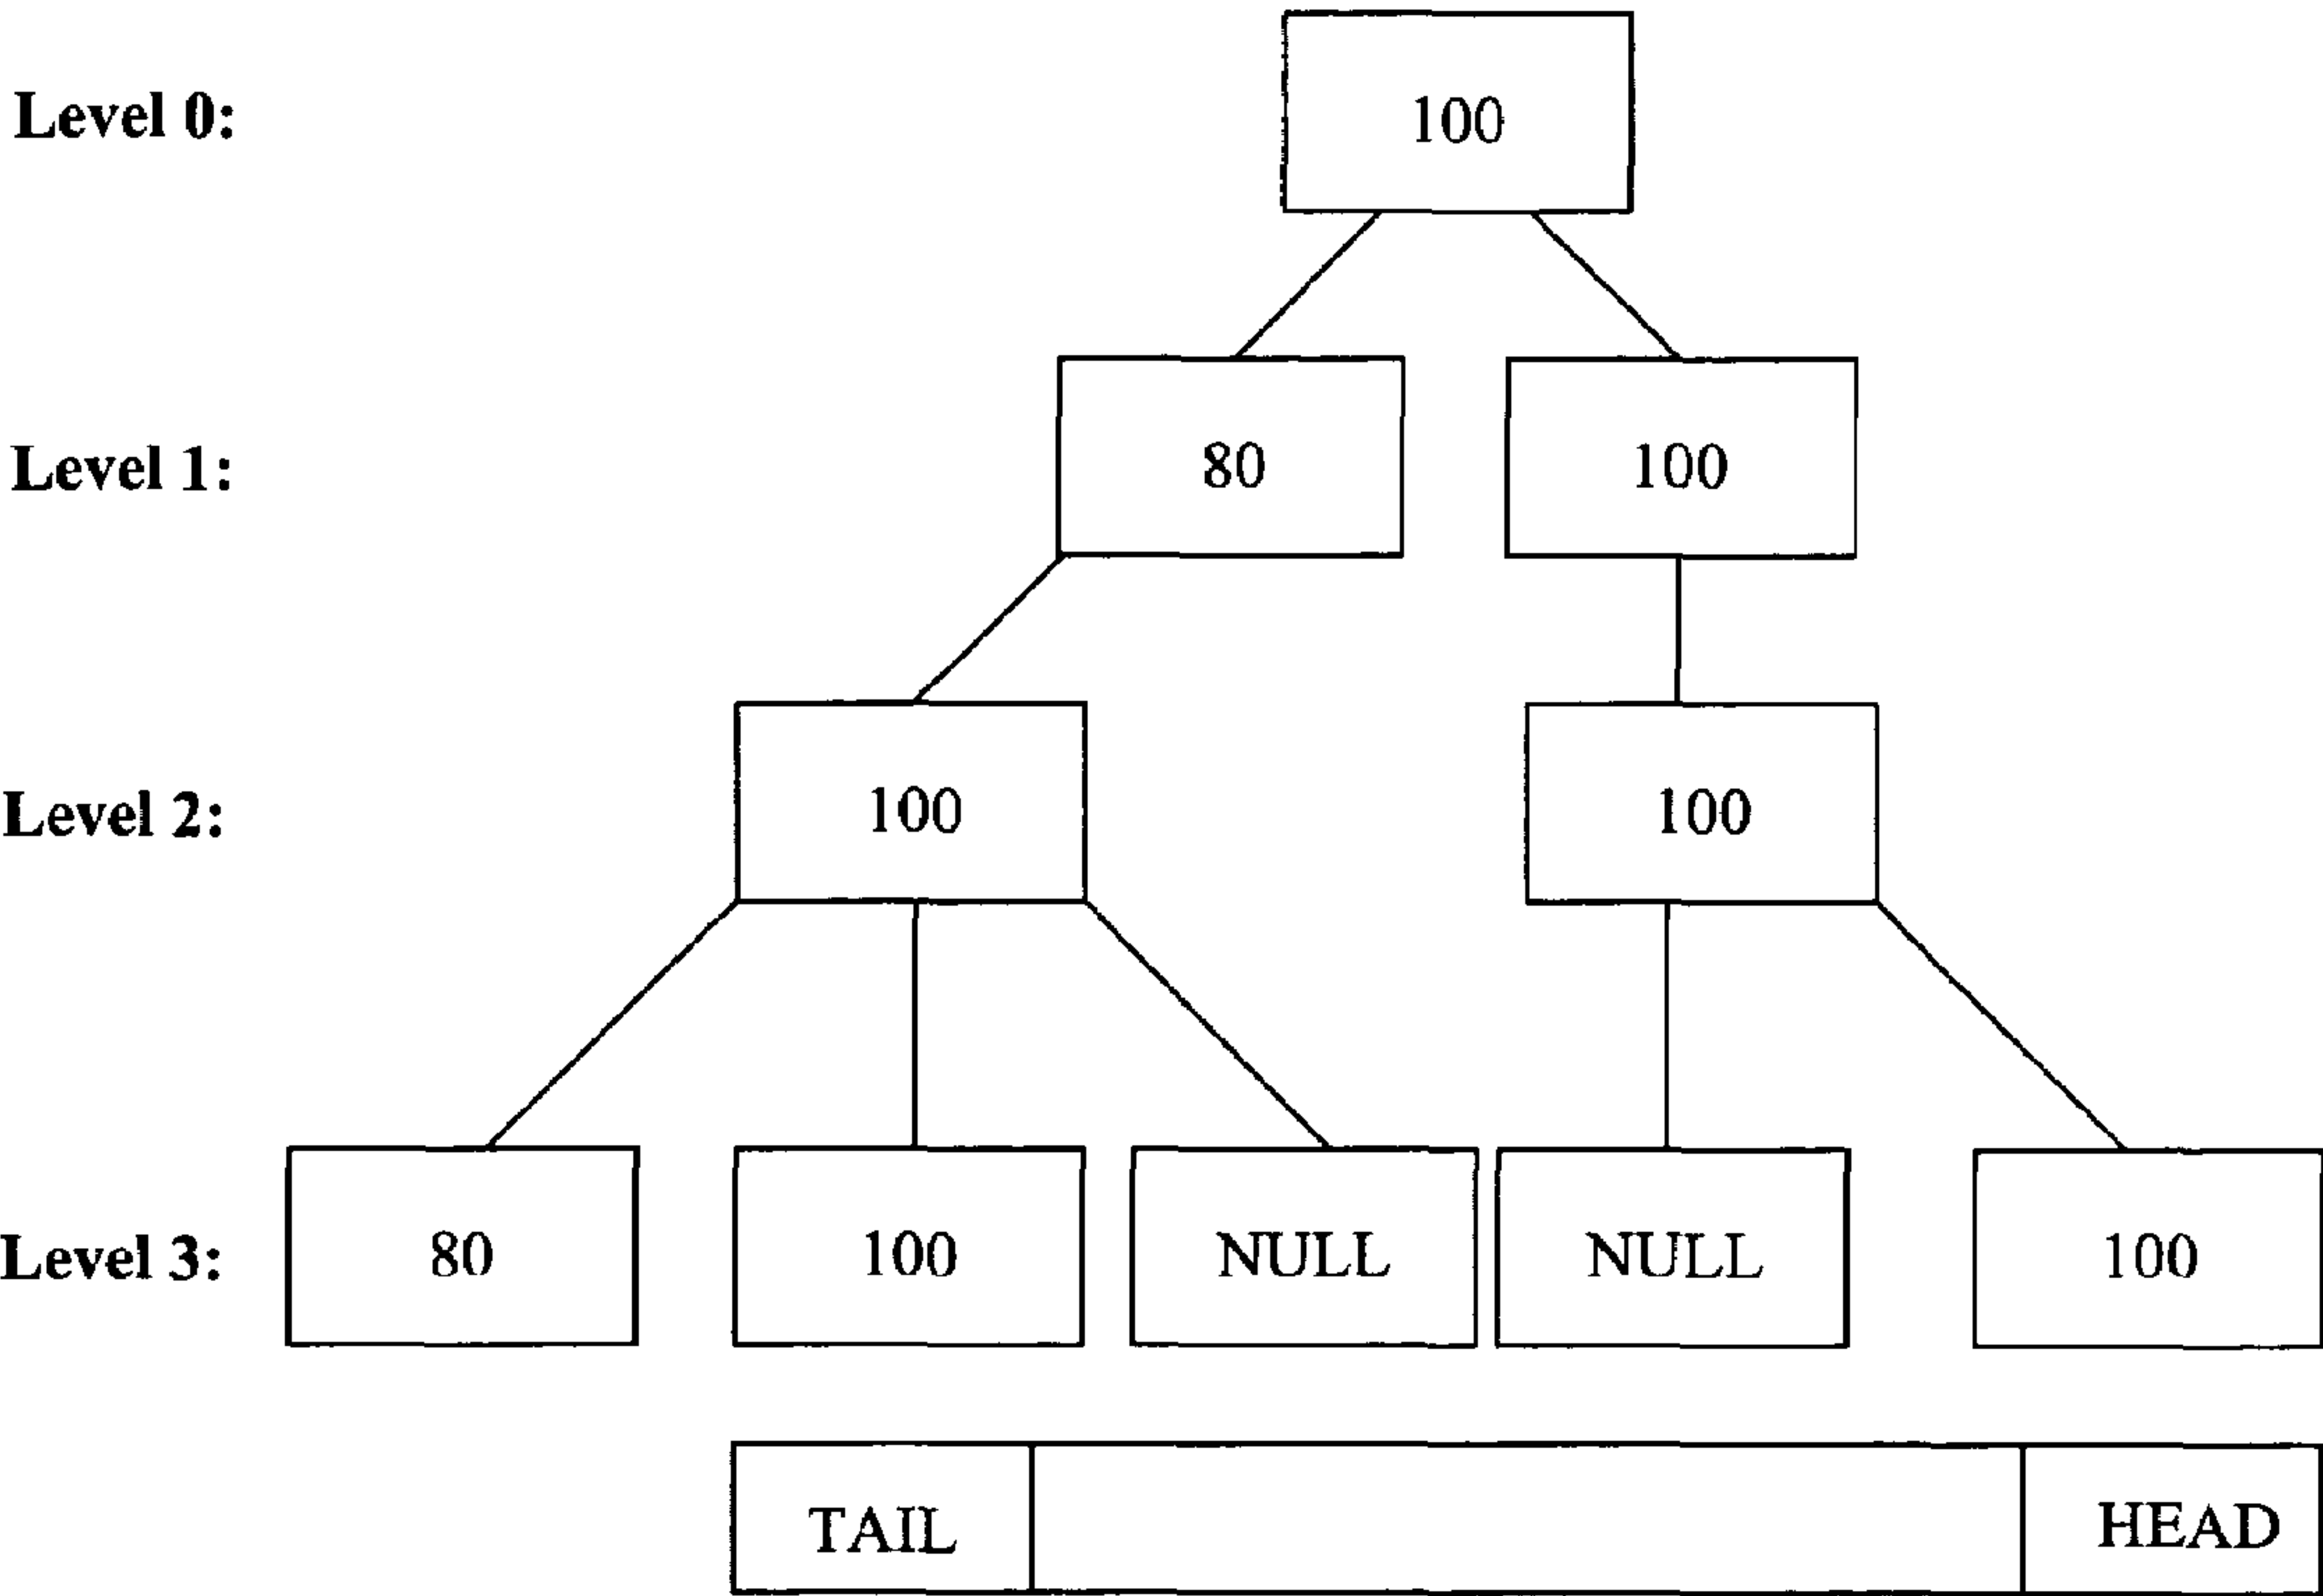 Level 0: 100
Level 1: 80 100
Level 2: 100 100
Level 3: 80 100 NULL NULL 100
TAIL HEAD